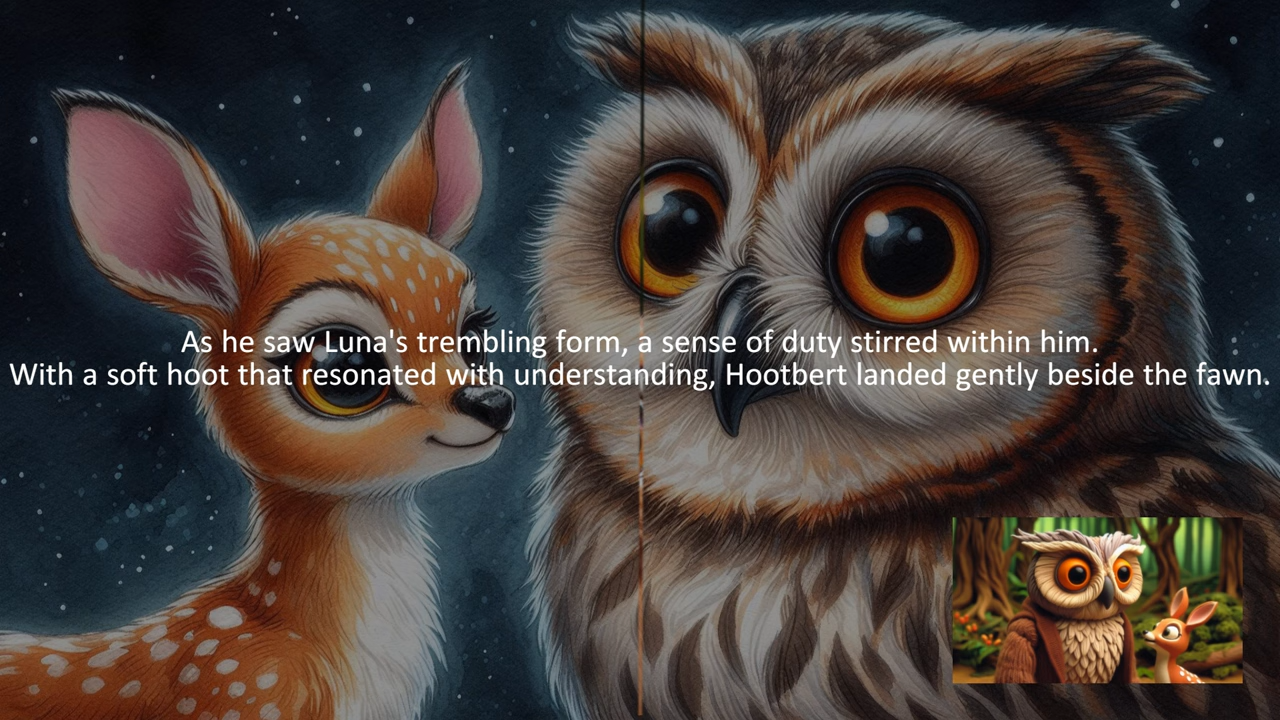 As he saw Luna's trembling form, a sense of duty stirred within him.
With a soft hoot that resonated with understanding, Hootbert landed gently beside the fawn.